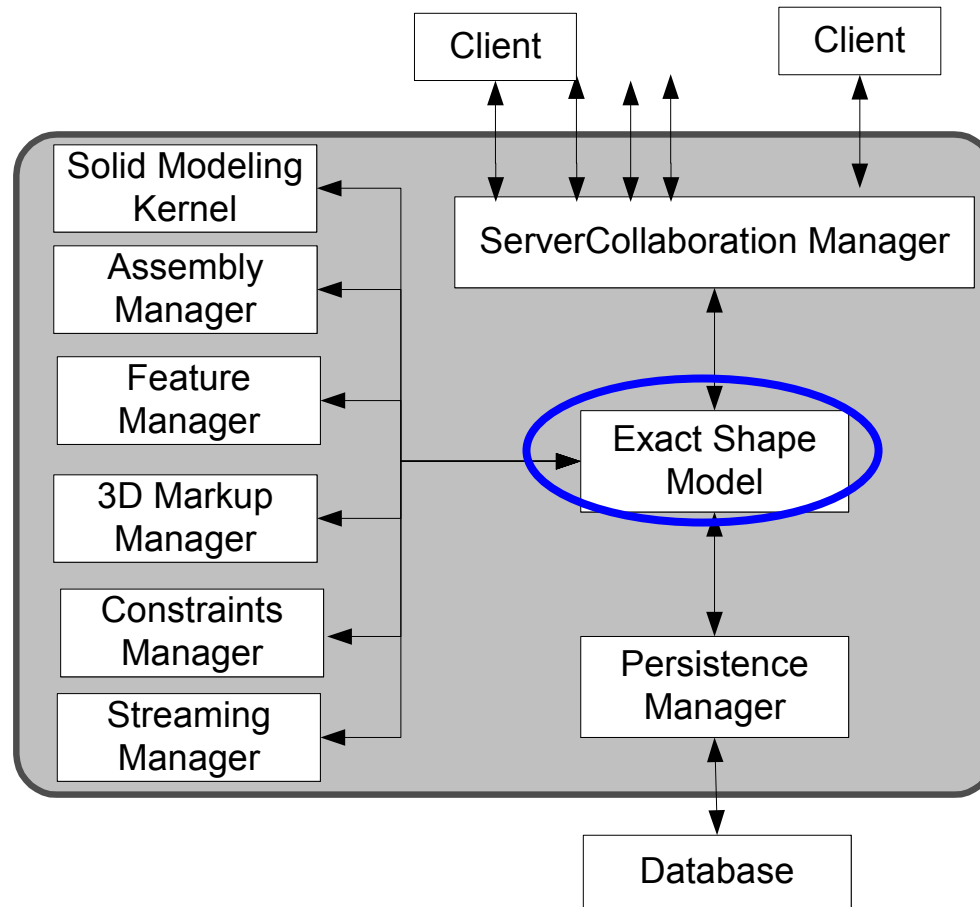 Client
Client
Solid Modeling
Kernel
ServerCollaboration Manager
Assembly
Manager
Feature
Manager
Exact Shape
Model
3D Markup
Manager
Constraints
Manager
Persistence
Manager
Streaming
Manager
Database